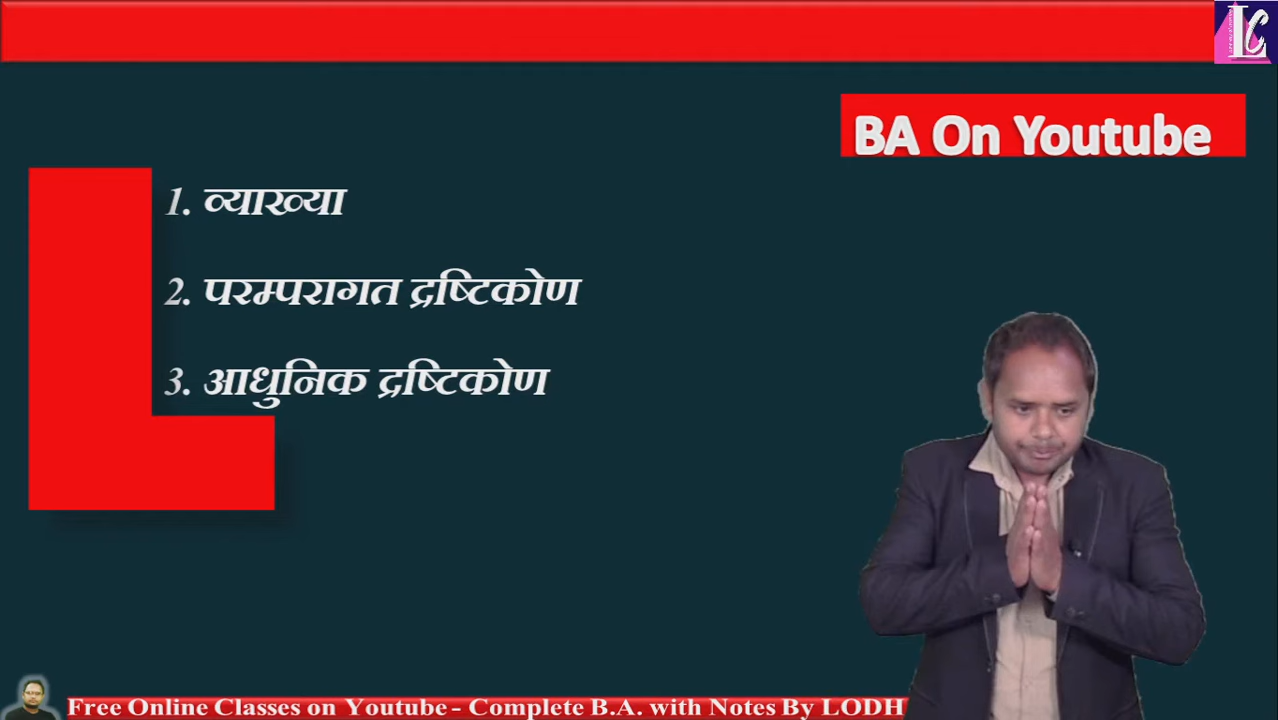 BA On Youtube
1. व्याख्या
2. परम्परागत द्रष्टिकोण
3. आधुनिक द्रष्टिकोण
Free Online Classes on Youtube - Complete B.A. with Notes By LODH